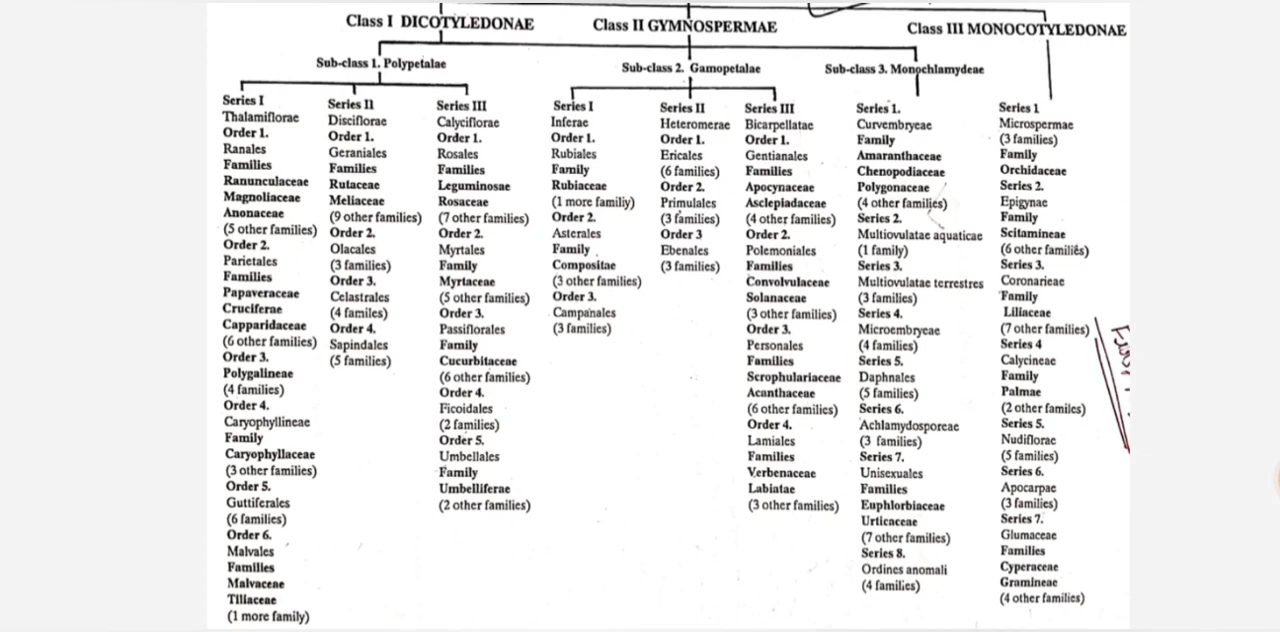 Class I DICOTYLEDONAE
Class II GYMNOSPERMAE
Class III MONOCOTYLEDONAE
Sub-class 1. Polypetalae
Sub-class 2. Gamopetalae
Sub-class 3. Monochlamydeae
Series I
Thalamiflorae
Order 1.
Ranales
Families
Ranunculaceae
Magnoliaceae
Anonaceae
(5 other families)
Order 2.
Parietales
Families
Papaveraceae
Cruciferae
Capparidaceae
(6 other families)
Order 3.
Polygalineae
(4 families)
Order 4.
Caryophyllineae
Family
Caryophyllaceae
(3 other families)
Order 5.
Guttiferales
(6 families)
Order 6.
Malvales
Families
Malvaceae
Tiliaceae
(1 more family)
Series II
Disciflorae
Order 1.
Geraniales
Families
Rutaceae
Meliaceae
(9 other families)
Order 2.
Olacales
(3 families)
Order 3.
Celastrales
(4 familes)
Order 4.
Sapindales
(5 families)
Series III
Calyciflorae
Order 1.
Rosales
Families
Leguminosae
Rosaceae
(7 other families)
Order 2.
Myrtales
Family
Myrtaceae
(5 other families)
Order 3.
Passiflorales
Family
Cucurbitaceae
(6 other families)
Order 4.
Ficoidales
(2 families)
Order 5.
Umbellales
Family
Umbelliferae
(2 other families)
Series I
Inferae
Order 1.
Rubiales
Family
Rubiaceae
(1 more familiy)
Order 2.
Asterales
Family
Compositae
(3 other families)
Order 3.
Campanales
(3 families)
Series II
Heteromerae
Order 1.
Ericales
(6 families)
Order 2.
Primulales
(3 families)
Order 3
Ebenales
(3 families)
Series III
Bicarpellatae
Order 1.
Gentianales
Families
Apocynaceae
Asclepiadaceae
(4 other families)
Order 2.
Polemoniales
Families
Convolvulaceae
Solanaceae
(3 other families)
Order 3.
Personales
Families
Scrophulariaceae
Acanthaceae
(6 other families)
Order 4.
Lamiales
Families
Verbenaceae
Labiatae
(3 other families)
Series 1.
Curvembryeae
Family
Amaranthaceae
Chenopodiaceae
Polygonaceae
(4 other families)
Series 2.
Multiovulatae aquaticae
(1 family)
Series 3.
Multiovulatae terrestres
(3 families)
Series 4.
Microembryeae
(4 families)
Series 5.
Daphnales
(5 families)
Series 6.
Achlamydosporeae
(3 families)
Series 7.
Unisexuales
Families
Euphlorbiaceae
Urticaceae
(7 other families)
Series 8.
Ordines anomali
(4 families)
Series 1
Microspermae
(3 families)
Family
Orchidaceae
Series 2.
Epigynae
Family
Scitamineae
(6 other families)
Series 3.
Coronarieae
Family
Liliaceae
(7 other families)
Series 4
Calycineae
Family
Palmae
(2 other familes)
Series 5.
Nudiflorae
(5 families)
Series 6.
Apocarpae
(3 families)
Series 7.
Glumaceae
Families
Cyperaceae
Gramineae
(4 other families)